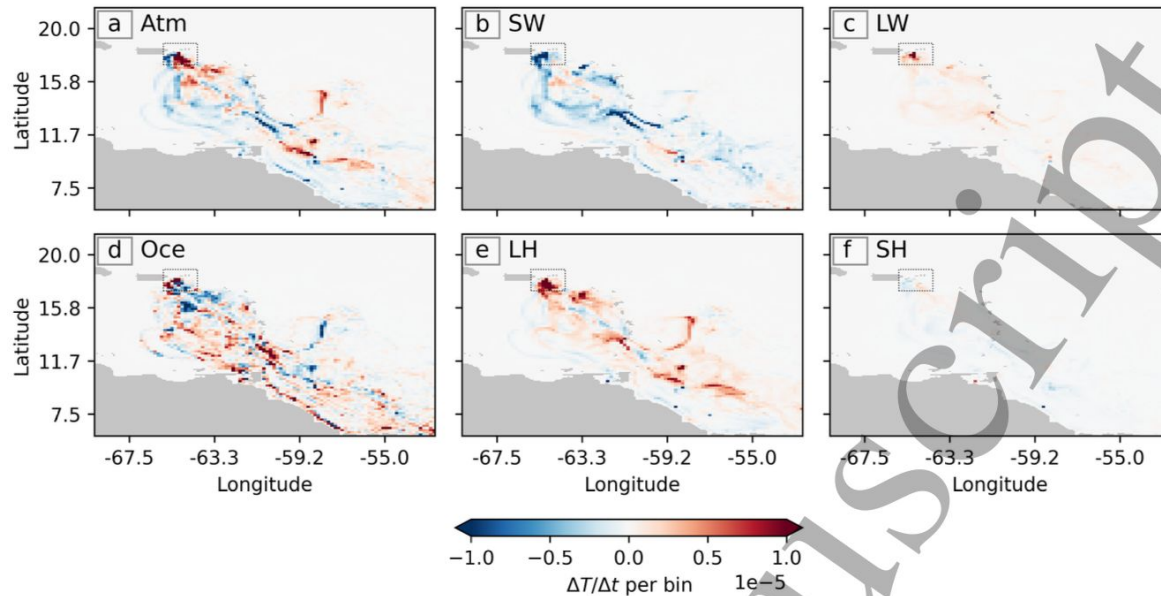 a Atm
b SW
c LW
20.0
15.8
11.7
7.5
Latitude
d Oce
e LH
f SH
20.0
15.8
11.7
7.5
Latitude
-67.5 -63.3 -59.2 -55.0
-67.5 -63.3 -59.2 -55.0
-67.5 -63.3 -59.2 -55.0
Longitude
Longitude
Longitude
−1.0 −0.5 0.0 0.5 1.0
1e−5
ΔT/Δt per bin
uscript